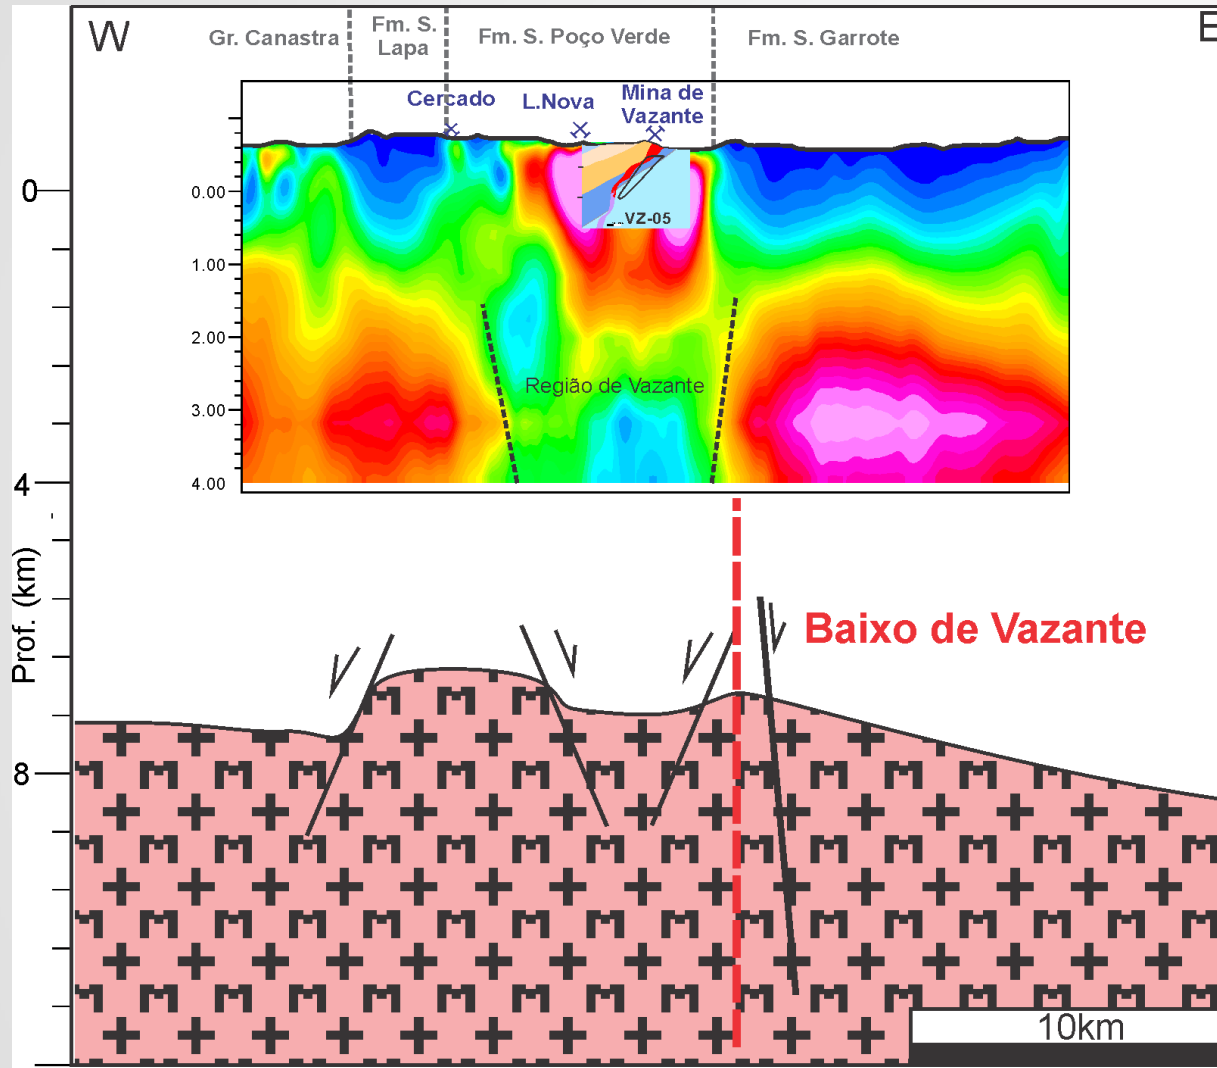 W
E
Gr. Canastra
Fm. S.
Lapa
Fm. S. Poço Verde
Fm. S. Garrote
Cercado
L.Nova
Mina de
Vazante
0
0.00
VZ-05
1.00
2.00
Região de Vazante
3.00
4
4.00
Prof. (km)
Baixo de Vazante
8
10km